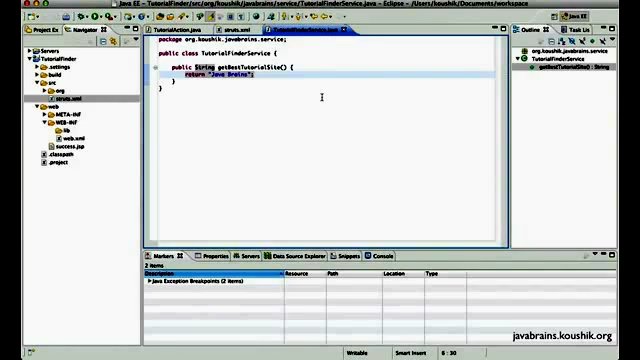 Java EE - TutorialFinder/src/org/koushik/javabrains/service/TutorialFinderService.java - Eclipse - /Users/koushik/Documents/workspace
Java EE
Navigator
TutorialAction.java
struts.xml
TutorialFinderService.java
Outline
Task Lis
Servers
TutorialFinder
.settings
build
src
org
struts.xml
web
META-INF
WEB-INF
lib
web.xml
success.jsp
.classpath
.project
package org.koushik.javabrains.service;
public class TutorialFinderService {
public String getBestTutorialSite() {
return "Java Brains";
}
}
org.koushik.javabrains.service
TutorialFinderService
getBestTutorialSite() : String
Markers
Properties
Servers
Data Source Explorer
Snippets
Console
2 items
Description
Resource
Path
Location
Type
Java Exception Breakpoints (2 items)
Writable
Smart Insert
6 : 30
javabrains.koushik.org